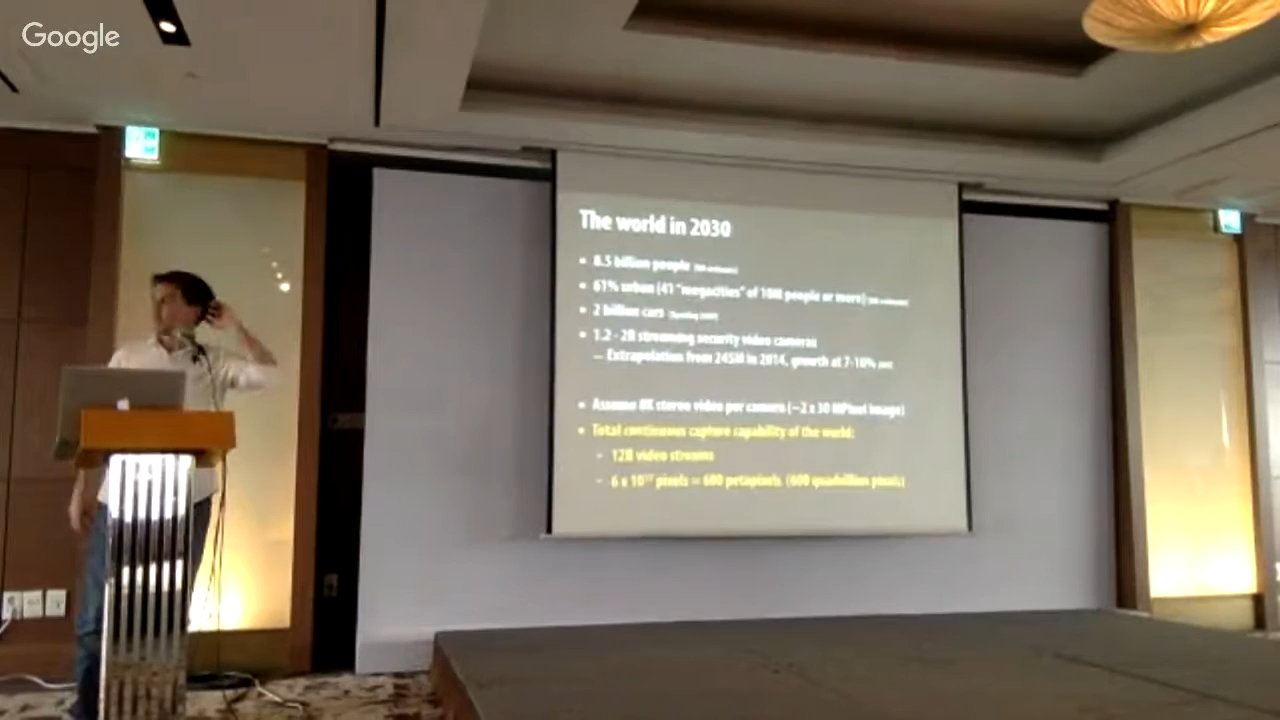 Google
The world in 2030
• 8.5 billion people
• 61% urban (41 "megacities" of 10M people or more)
• 2 billion cars
• 1.2 - 2B streaming security video cameras
– Extrapolation from 245M in 2014, growth at 7-10%
• Assume 8K stereo video per camera (~2 x 30 MPixel image)
• Total continuous capture capability of the world:
- 12B video streams
- 6 x 10¹⁷ pixels = 600 petapixels (600 quadrillion pixels)